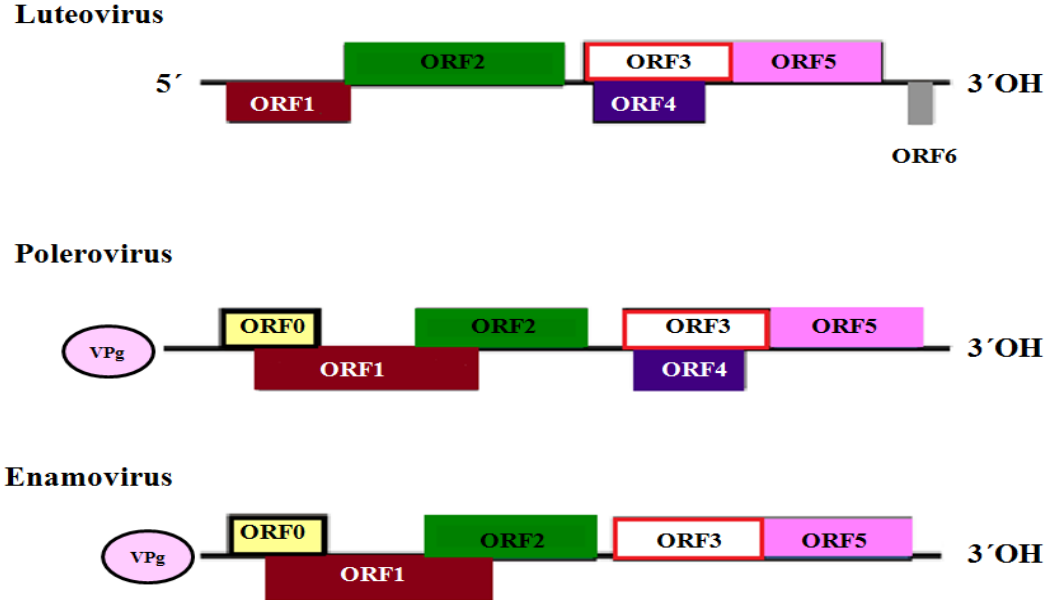 Luteovirus
ORF2 ORF3 ORF5
5´ 3´OH
ORF1 ORF4
ORF6
Polerovirus
ORF0 ORF2 ORF3 ORF5
VPg 3´OH
ORF1 ORF4
Enamovirus
ORF0 ORF2 ORF3 ORF5
VPg 3´OH
ORF1